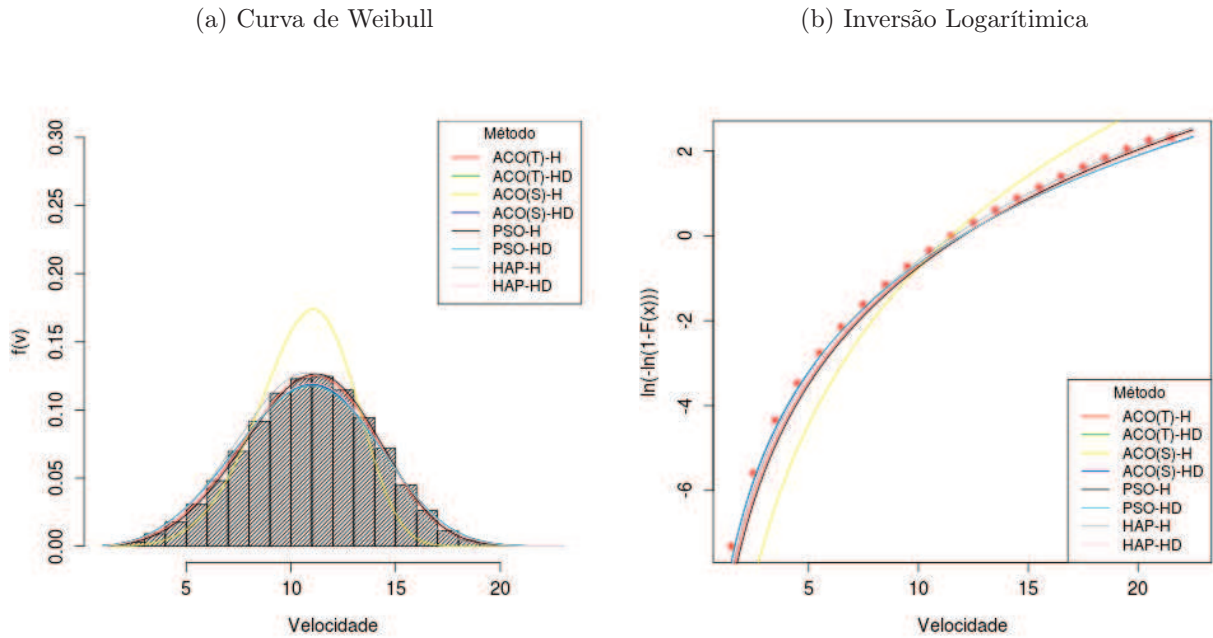 (a) Curva de Weibull
(b) Inversão Logarítimica
0.30
0.25
0.20
0.15
0.10
0.05
0.00
f(v)
5
10
15
20
Velocidade
Método
ACO(T)-H
ACO(T)-HD
ACO(S)-H
ACO(S)-HD
PSO-H
PSO-HD
HAP-H
HAP-HD
2
0
-2
-4
-6
ln(-ln(1-F(x)))
5
10
15
20
Velocidade
Método
ACO(T)-H
ACO(T)-HD
ACO(S)-H
ACO(S)-HD
PSO-H
PSO-HD
HAP-H
HAP-HD